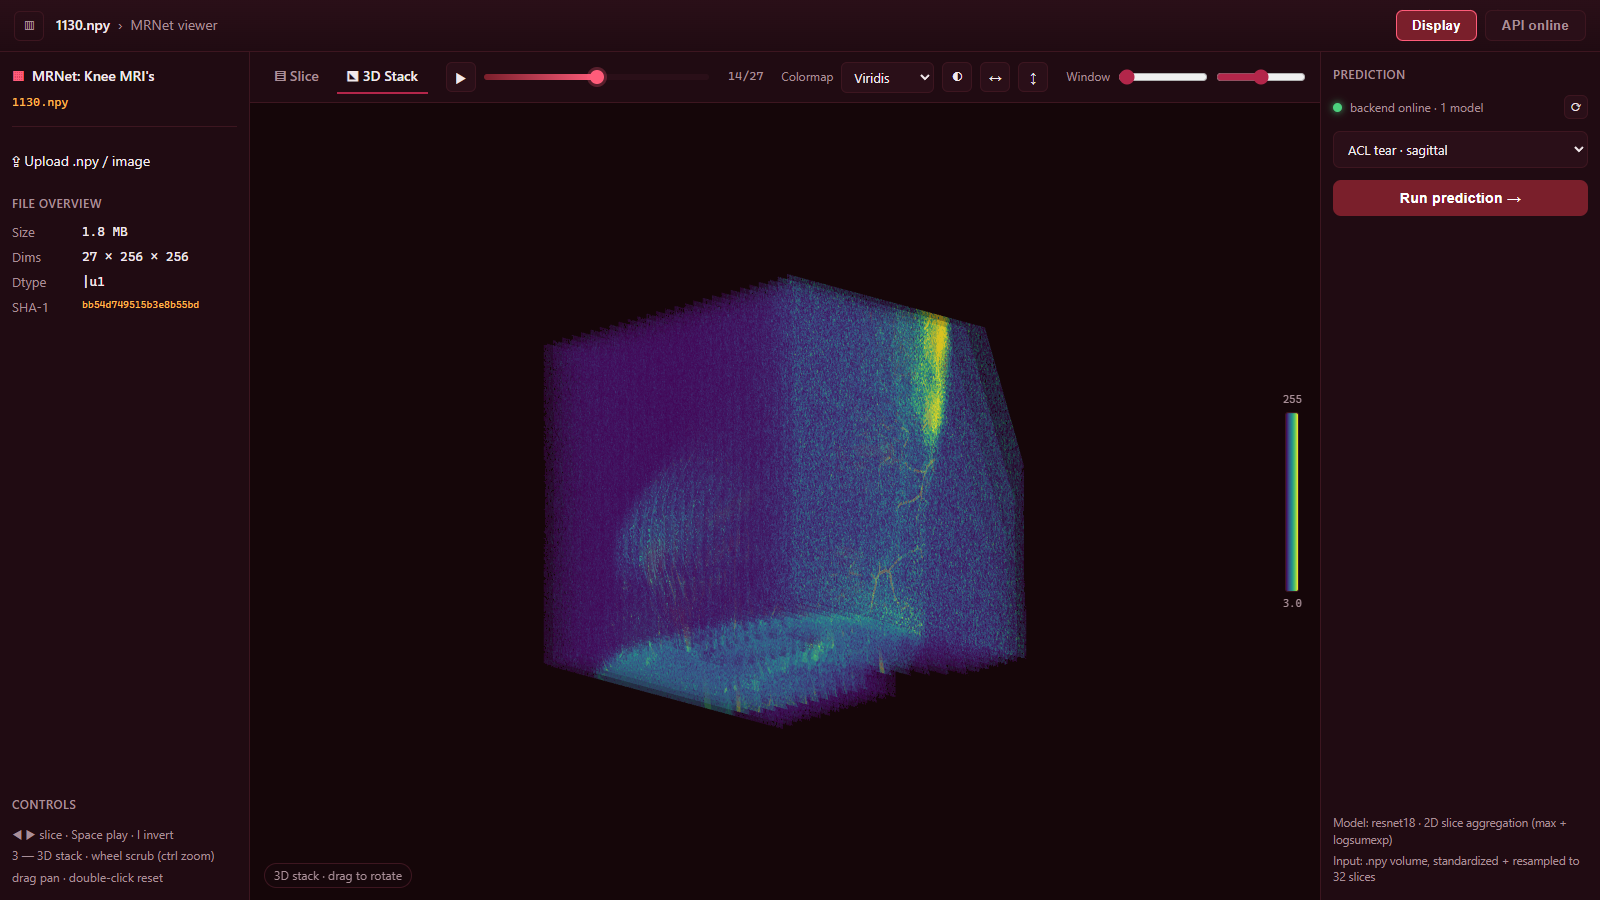 1130.npy › MRNet viewer
Display
API online
MRNet: Knee MRI's
1130.npy
Upload .npy / image
FILE OVERVIEW
Size 1.8 MB
Dims 27 × 256 × 256
Dtype |u1
SHA-1 bb54d749515b3e8b55bd
CONTROLS
◀ ▶ slice · Space play · I invert
3 — 3D stack · wheel scrub (ctrl zoom)
drag pan · double-click reset
Slice
3D Stack
14/27
Colormap
Viridis
Window
255
3.0
3D stack · drag to rotate
PREDICTION
backend online · 1 model
ACL tear · sagittal
Run prediction →
Model: resnet18 · 2D slice aggregation (max +
logsumexp)
Input: .npy volume, standardized + resampled to
32 slices